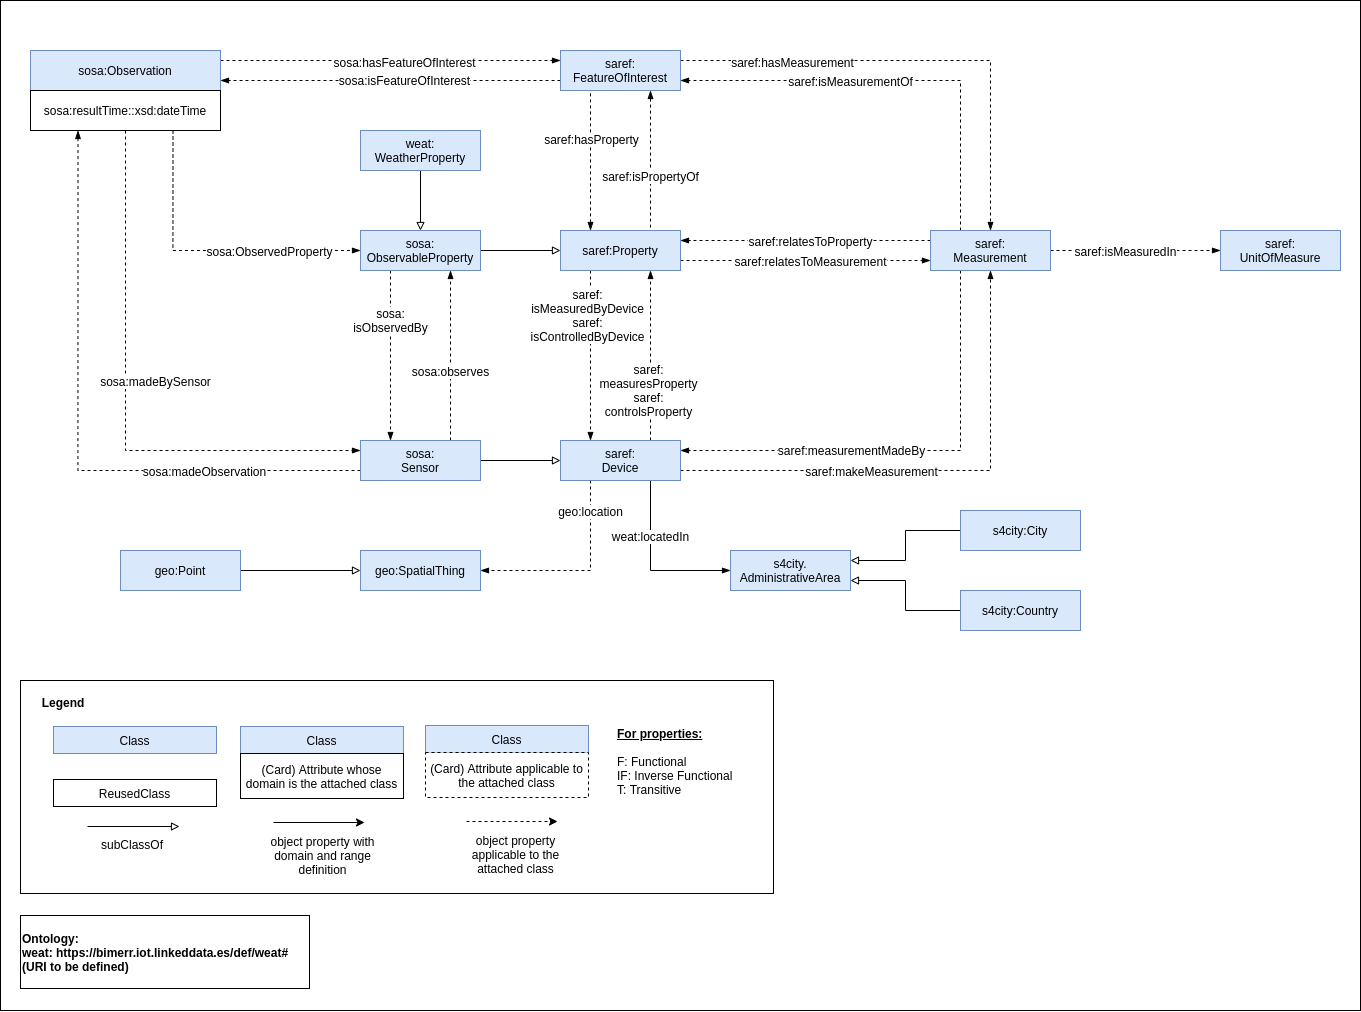 sosa:Observation
sosa:resultTime::xsd:dateTime
sosa:hasFeatureOfInterest
sosa:isFeatureOfInterest
saref:
FeatureOfInterest
saref:hasMeasurement
saref:isMeasurementOf
weat:
WeatherProperty
saref:hasProperty
saref:isPropertyOf
sosa:ObservedProperty
sosa:
ObservableProperty
saref:Property
saref:relatesToProperty
saref:relatesToMeasurement
saref:
Measurement
saref:isMeasuredIn
saref:
UnitOfMeasure
sosa:
isObservedBy
sosa:observes
saref:
isMeasuredByDevice
saref:
isControlledByDevice
saref:
measuresProperty
saref:
controlsProperty
sosa:madeBySensor
sosa:madeObservation
sosa:
Sensor
saref:
Device
saref:measurementMadeBy
saref:makeMeasurement
geo:location
weat:locatedIn
geo:Point
geo:SpatialThing
s4city.
AdministrativeArea
s4city:City
s4city:Country
Legend
Class
ReusedClass
subClassOf
Class
(Card) Attribute whose
domain is the attached class
object property with
domain and range
definition
Class
(Card) Attribute applicable to
the attached class
object property
applicable to the
attached class
For properties:
F: Functional
IF: Inverse Functional
T: Transitive
Ontology:
weat: https://bimerr.iot.linkeddata.es/def/weat#
(URI to be defined)